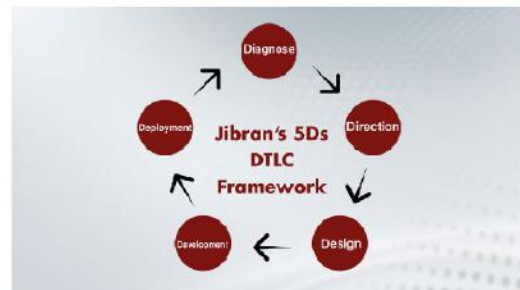 Diagnose
Direction
Design
Development
Deployment
Jibran's 5Ds
DTLC
Framework